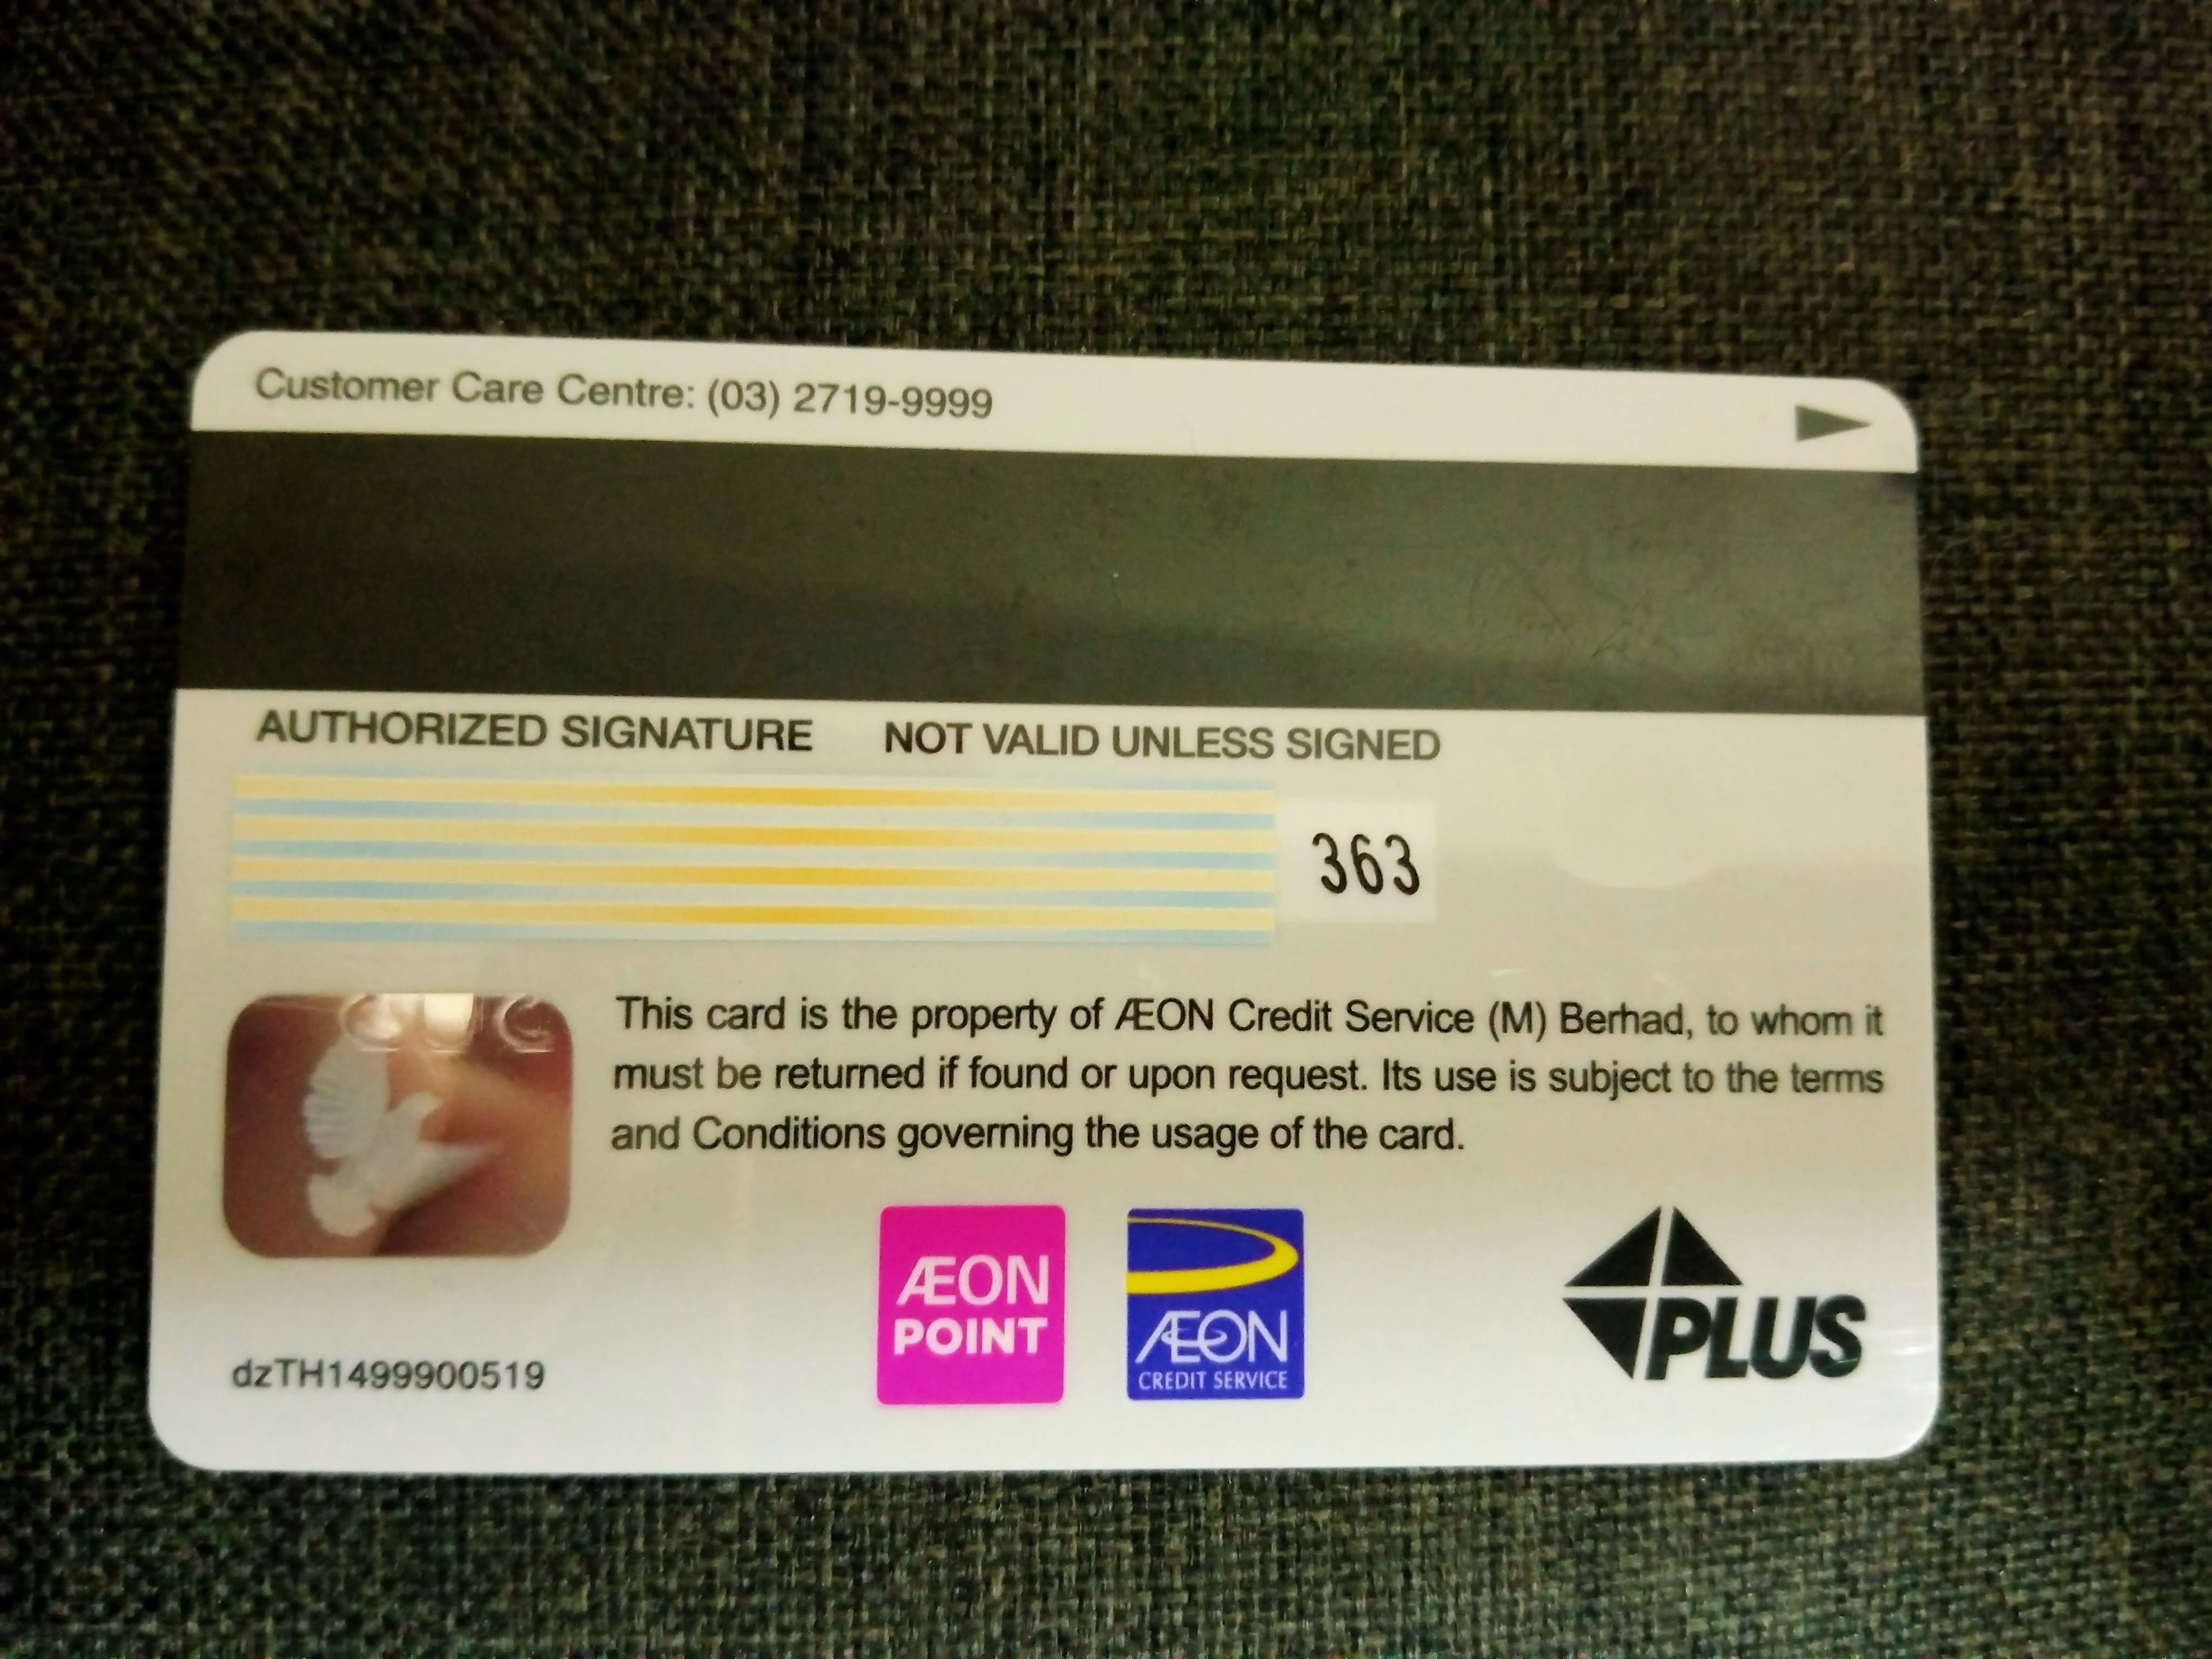 Customer Care Centre: (03) 2719-9999
AUTHORIZED SIGNATURE NOT VALID UNLESS SIGNED
363
This card is the property of ÆON Credit Service (M) Berhad, to whom it
must be returned if found or upon request. Its use is subject to the terms
and Conditions governing the usage of the card.
ÆON
POINT
ÆON
CREDIT SERVICE
PLUS
dzTH1499900519